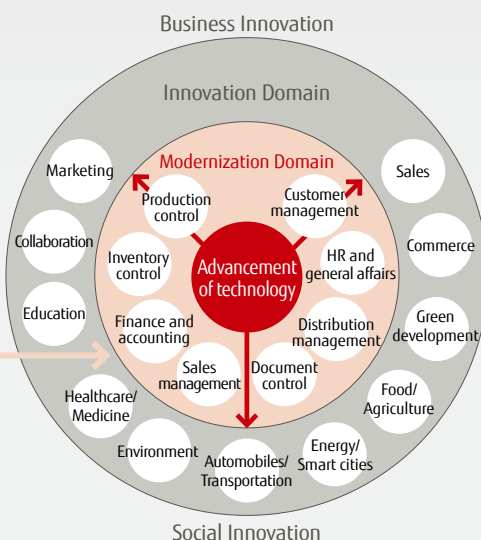 Business Innovation
Innovation Domain
Modernization Domain
Marketing
Sales
Production
control
Customer
management
Collaboration
Commerce
Inventory
control
Advancement
of technology
HR and
general affairs
Education
Green
development
Finance and
accounting
Distribution
management
Sales
management
Document
control
Healthcare/
Medicine
Food/
Agriculture
Environment
Automobiles/
Transportation
Energy/
Smart cities
Social Innovation